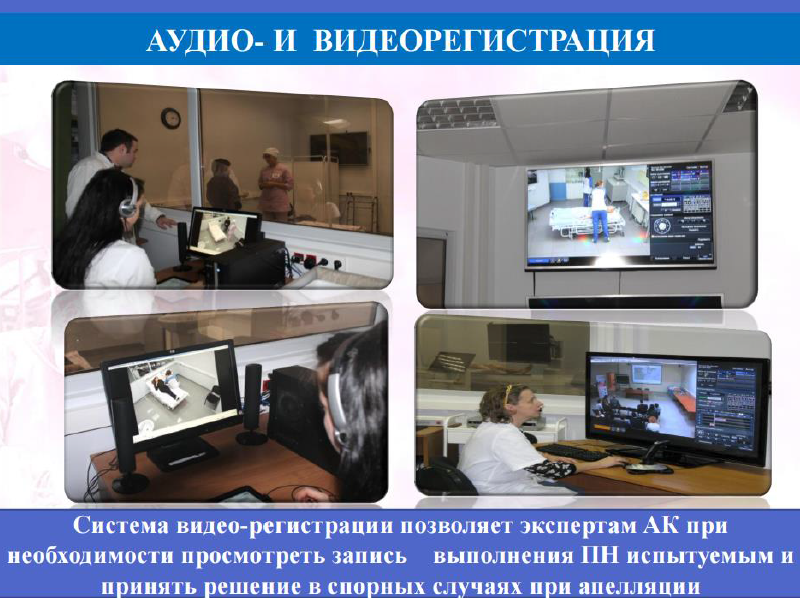 АУДИО- И ВИДЕОРЕГИСТРАЦИЯ
Система видео-регистрации позволяет экспертам АК при
необходимости просмотреть запись выполнения ПН испытуемым и
принять решение в спорных случаях при апелляции